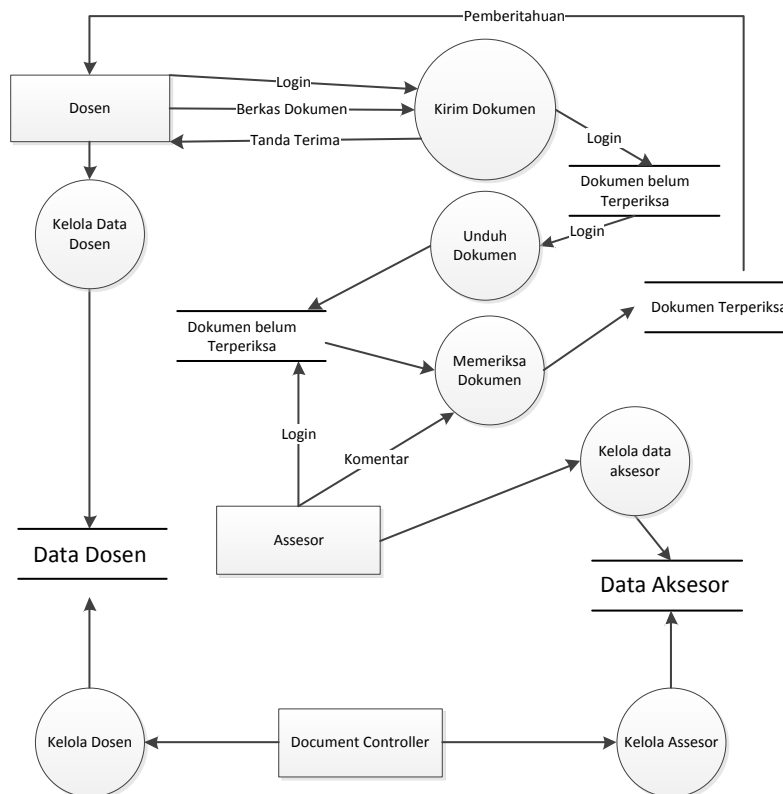 Pemberitahuan
Login
Dosen
Berkas Dokumen
Kirim Dokumen
Tanda Terima
Login
Dokumen belum
Terperiksa
Kelola Data
Dosen
Unduh
Dokumen
Login
Dokumen belum
Terperiksa
Dokumen Terperiksa
Memeriksa
Dokumen
Login
Komentar
Kelola data
aksesor
Assesor
Data Dosen
Data Aksesor
Kelola Dosen
Document Controller
Kelola Assesor